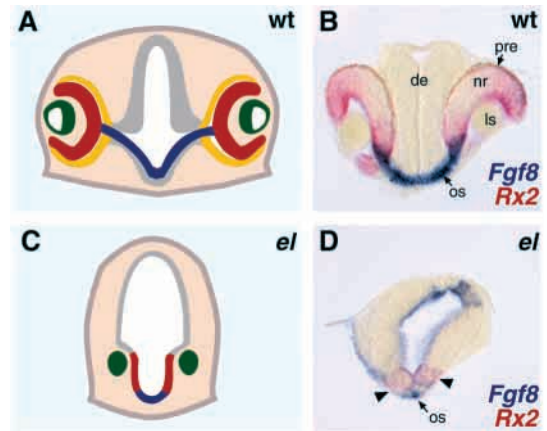 A wt
B wt
pre
de
nr
ls
os
Fgf8
Rx2
C el
D el
os
Fgf8
Rx2